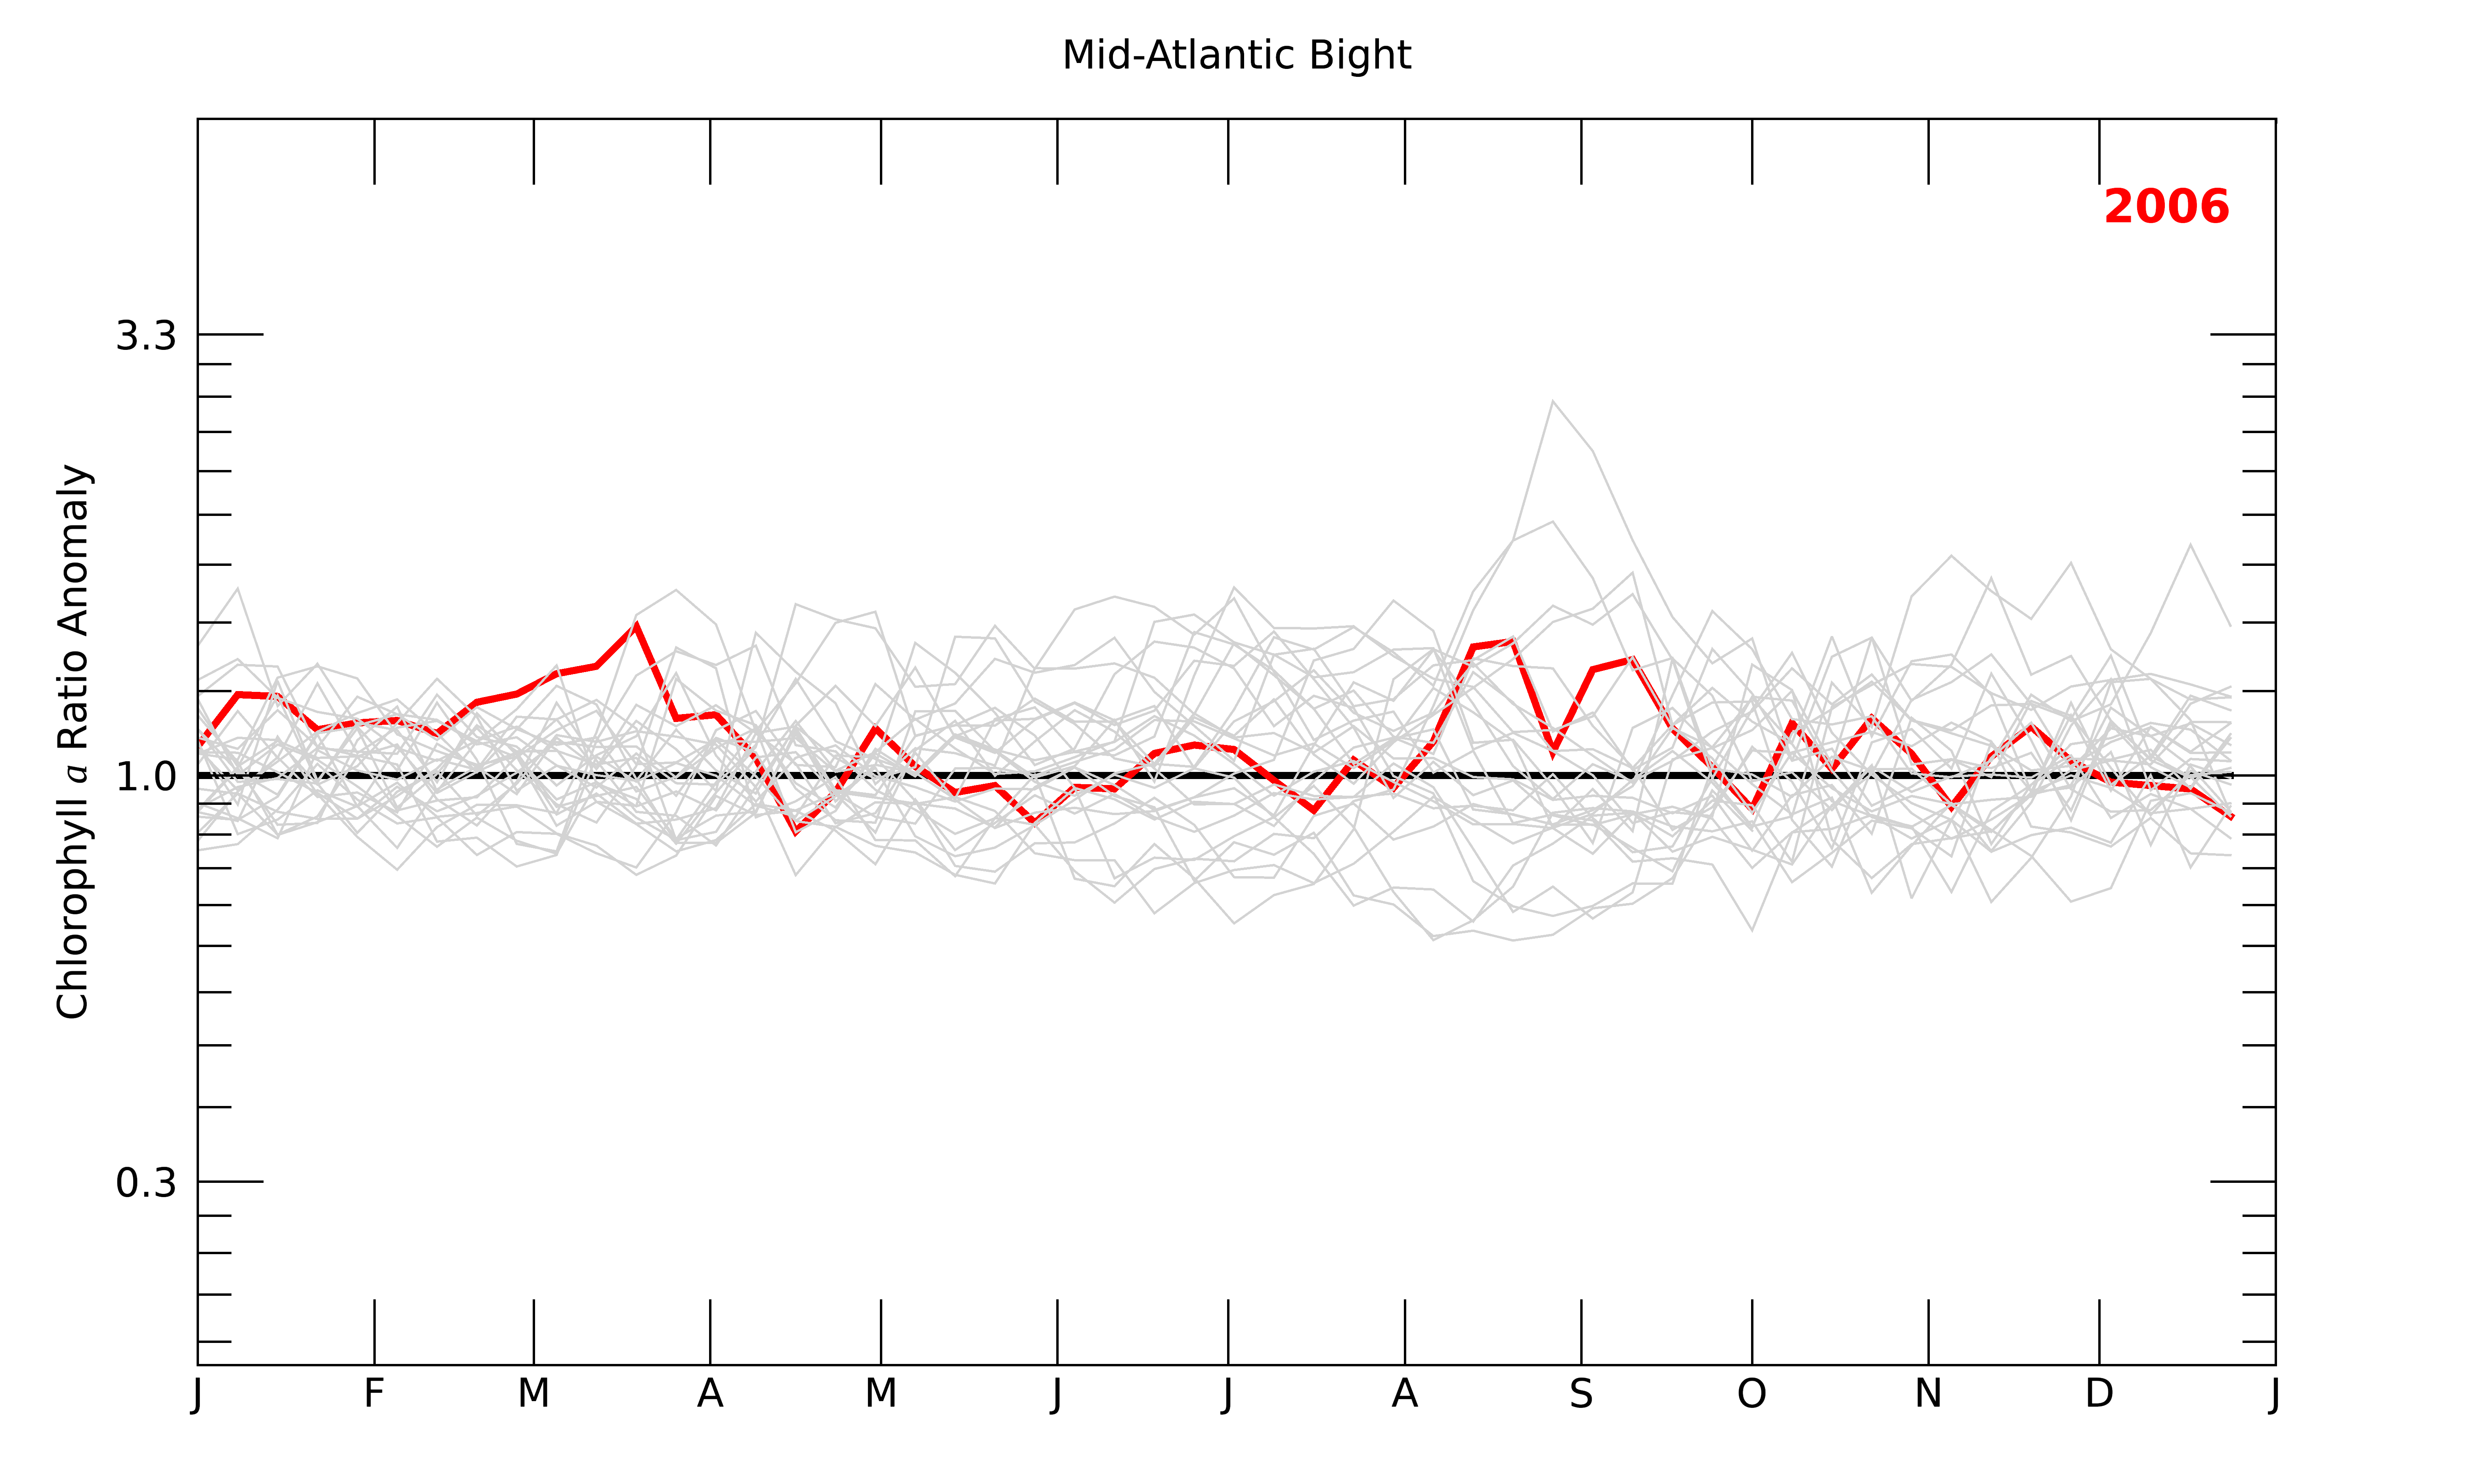 Mid-Atlantic Bight
2006
Chlorophyll a Ratio Anomaly
3.3
1.0
0.3
J F M A M J J A S O N D J